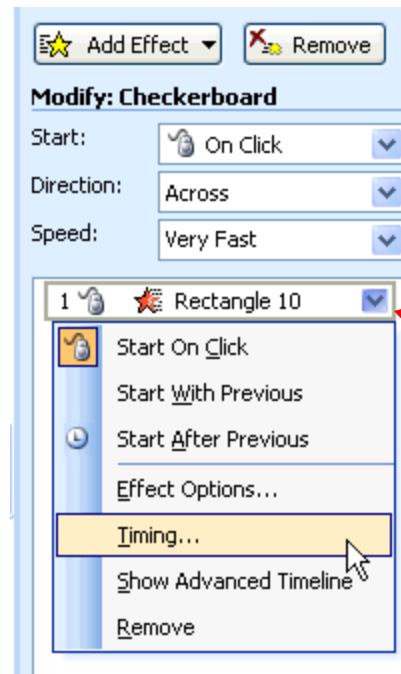 Add Effect Remove
Modify: Checkerboard
Start: On Click
Direction: Across
Speed: Very Fast
1 Rectangle 10
Start On Click
Start With Previous
Start After Previous
Effect Options...
Timing...
Show Advanced Timeline
Remove